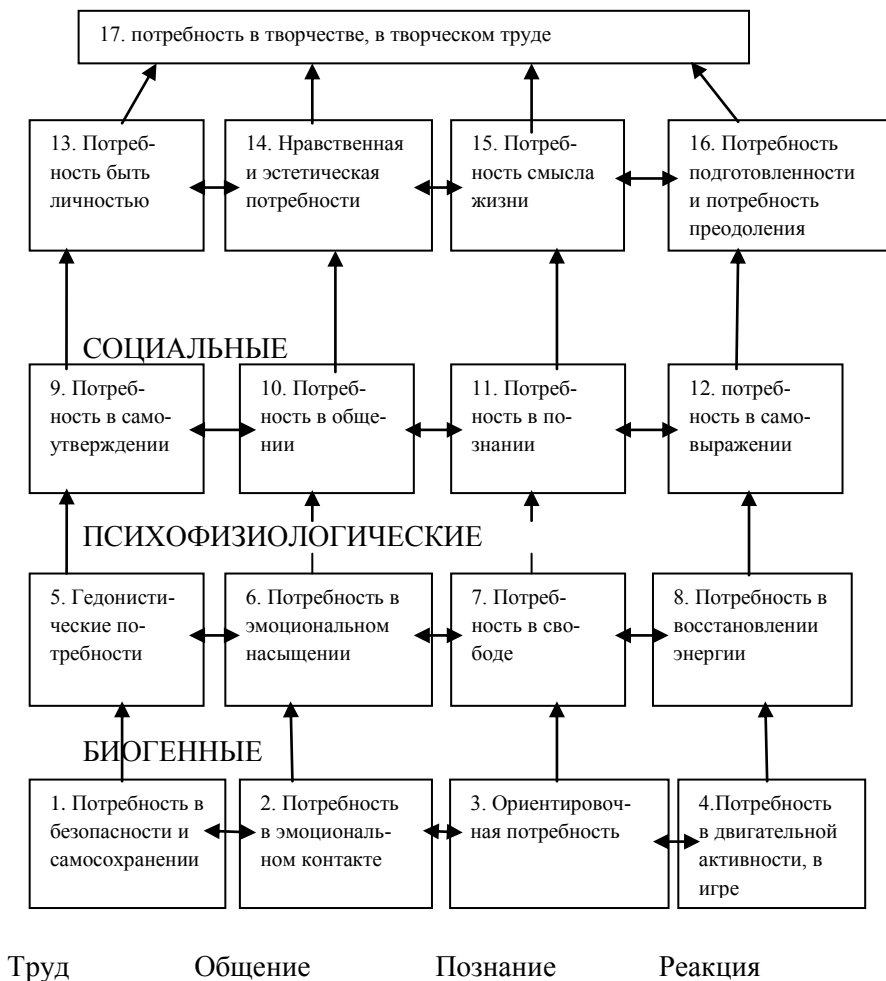 17. потребность в творчестве, в творческом труде
13. Потреб-
ность быть
личностью
14. Нравственная
и эстетическая
потребности
15. Потреб-
ность смысла
жизни
16. Потребность
подготовленности
и потребность
преодоления
СОЦИАЛЬНЫЕ
9. Потреб-
ность в само-
утверждении
10. Потреб-
ность в обще-
нии
11. Потреб-
ность в по-
знании
12. потреб-
ность в само-
выражении
ПСИХОФИЗИОЛОГИЧЕСКИЕ
5. Гедонисти-
ческие по-
требности
6. Потребность в
эмоциональном
насыщении
7. Потреб-
ность в сво-
боде
8. Потребность в
восстановлении
энергии
БИОГЕННЫЕ
1. Потребность в
безопасности и
самосохранении
2. Потребность
в эмоциональ-
ном контакте
3. Ориентировоч-
ная потребность
4.Потребность
в двигательной
активности, в
игре
Труд Общение Познание Реакция